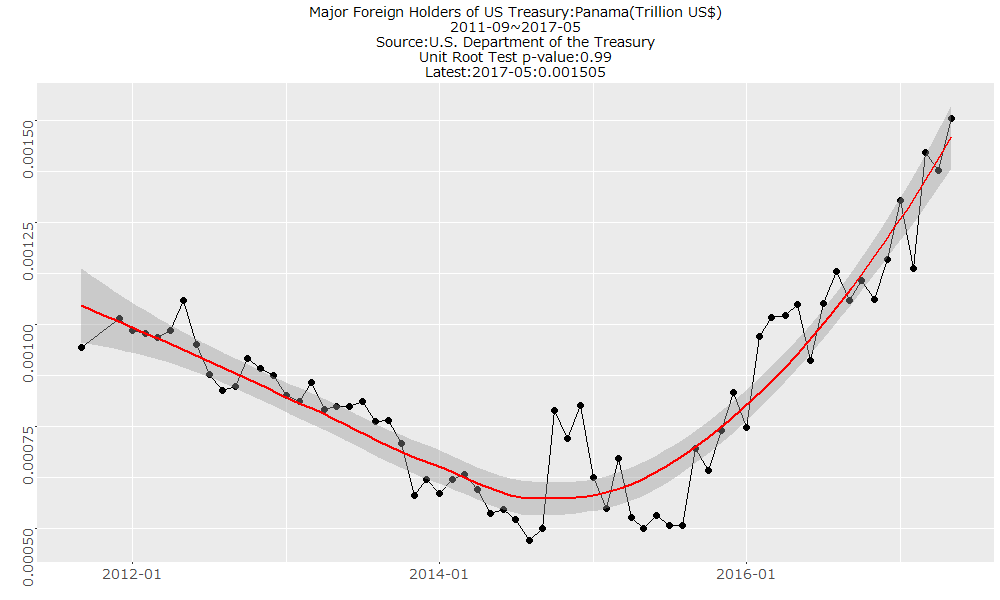 Major Foreign Holders of US Treasury:Panama(Trillion US$)
2011-09~2017-05
Source:U.S. Department of the Treasury
Unit Root Test p-value:0.99
Latest:2017-05:0.001505
0.00150
0.00125
0.00100
0.00075
0.00050
2012-01
2014-01
2016-01